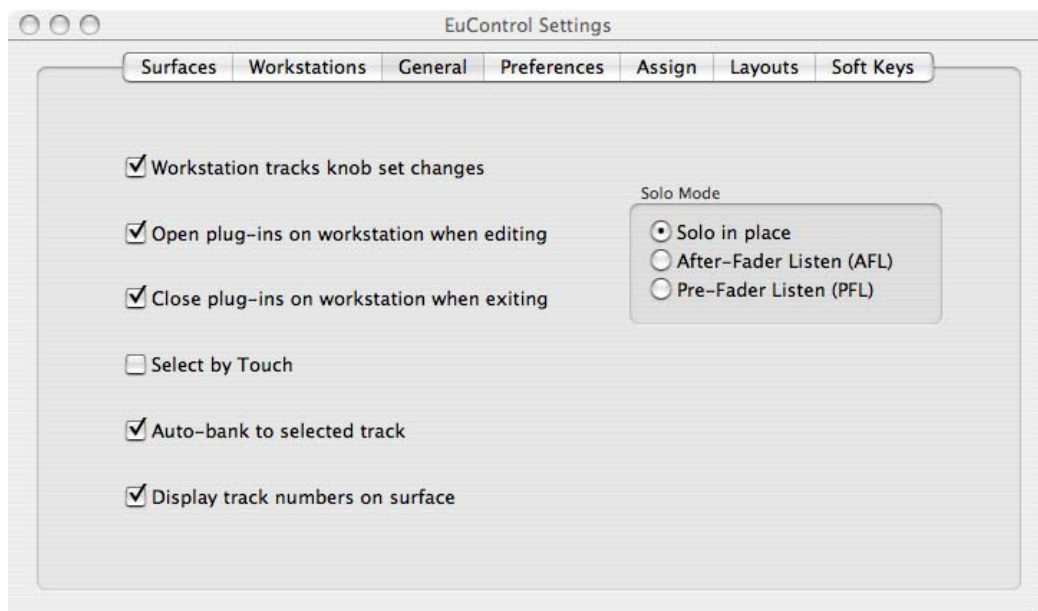 EuControl Settings
Surfaces Workstations General Preferences Assign Layouts Soft Keys
Workstation tracks knob set changes
Open plug-ins on workstation when editing
Close plug-ins on workstation when exiting
Select by Touch
Auto-bank to selected track
Display track numbers on surface
Solo Mode
Solo in place
After-Fader Listen (AFL)
Pre-Fader Listen (PFL)